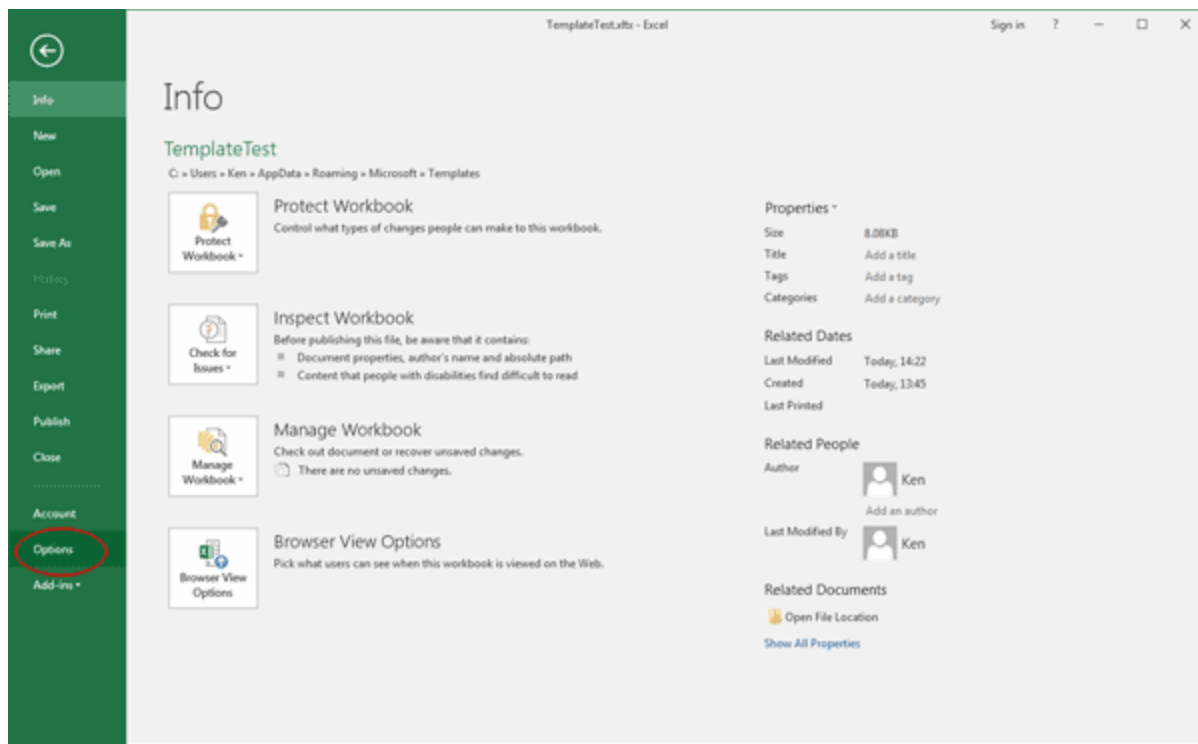 TemplateTest.xltx - Excel
Sign in ?
Info
New
Open
Save
Save As
History
Print
Share
Export
Publish
Close
Account
Options
Add-ins
Info
TemplateTest
C: » Users » Ken » AppData » Roaming » Microsoft » Templates
Protect Workbook
Protect Workbook
Control what types of changes people can make to this workbook.
Check for Issues
Inspect Workbook
Before publishing this file, be aware that it contains:
Document properties, author's name and absolute path
Content that people with disabilities find difficult to read
Manage Workbook
Manage Workbook
Check out document or recover unsaved changes.
There are no unsaved changes.
Browser View Options
Browser View Options
Pick what users can see when this workbook is viewed on the Web.
Properties
Size 8.08KB
Title Add a title
Tags Add a tag
Categories Add a category
Related Dates
Last Modified Today, 14:22
Created Today, 13:45
Last Printed
Related People
Author Ken
Add an author
Last Modified By Ken
Related Documents
Open File Location
Show All Properties